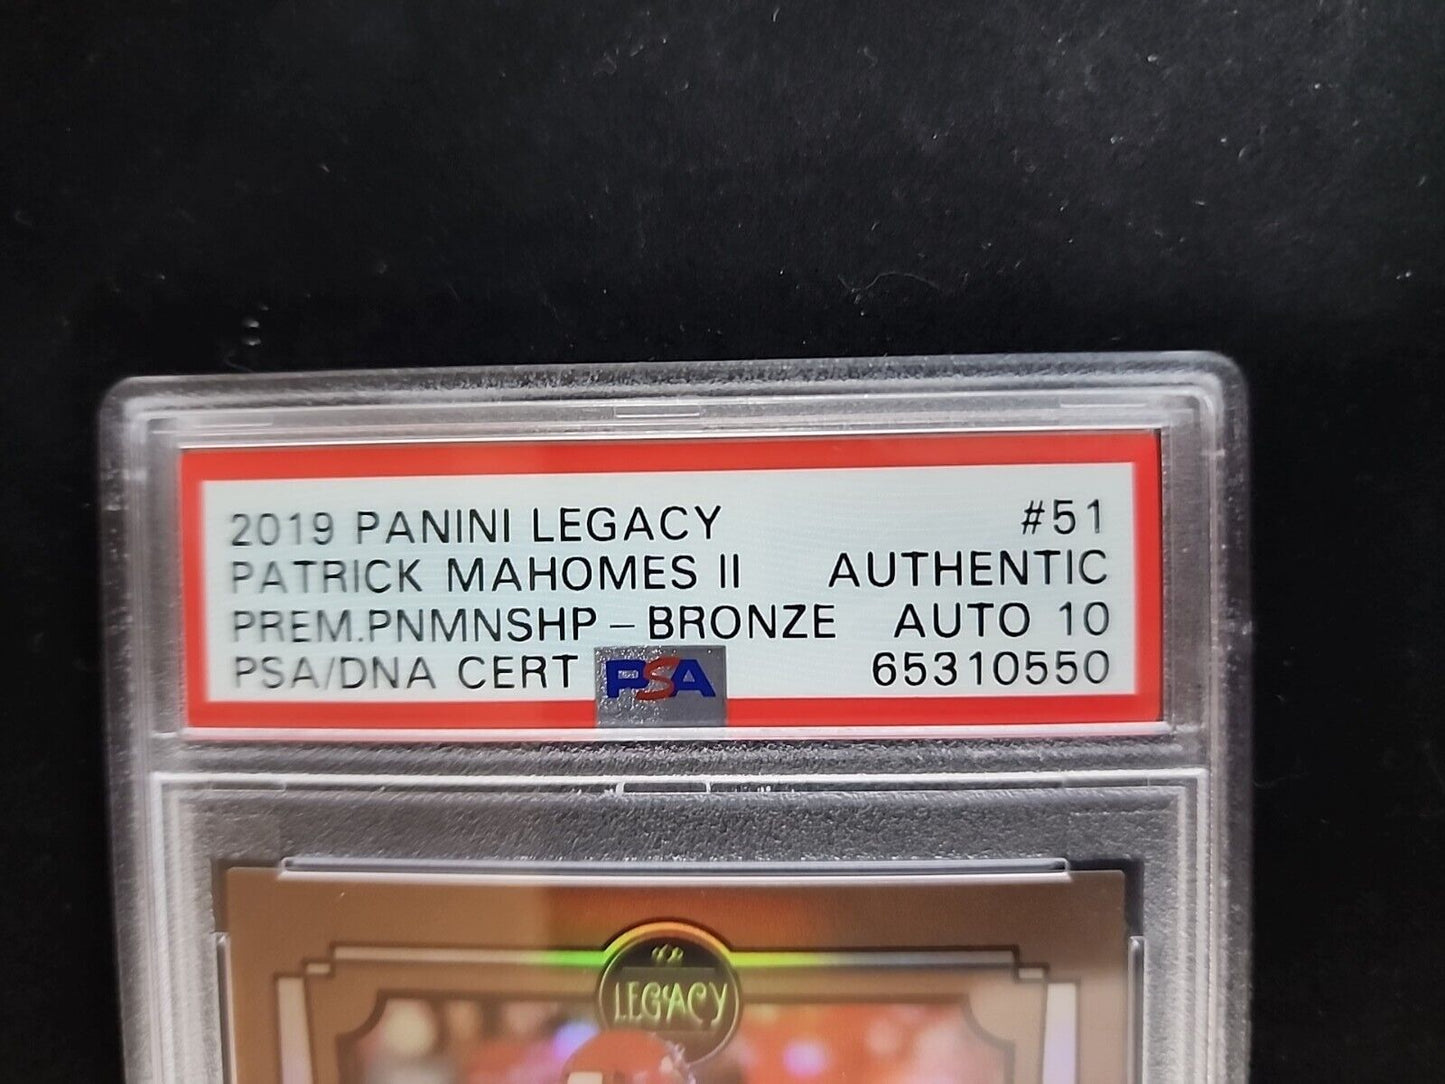 2019 PANINI LEGACY #51
PATRICK MAHOMES II AUTHENTIC
PREM.PNMNSHP - BRONZE AUTO 10
PSA/DNA CERT PSA 65310550
LEGACY